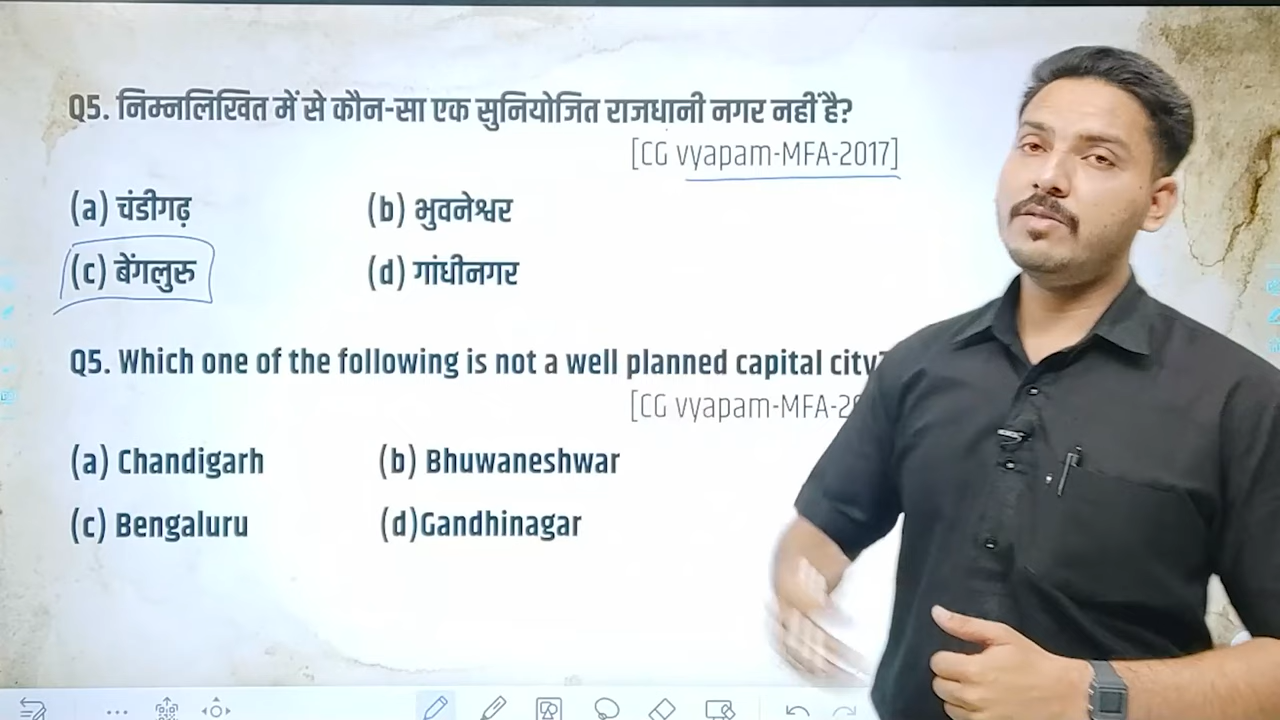 Q5. निम्नलिखित में से कौन-सा एक सुनियोजित राजधानी नगर नहीं है?
[CG vyapam-MFA-2017]
(a) चंडीगढ़ (b) भुवनेश्वर
(c) बेंगलुरु (d) गांधीनगर
Q5. Which one of the following is not a well planned capital city?
[CG vyapam-MFA-2
(a) Chandigarh (b) Bhuwaneshwar
(c) Bengaluru (d)Gandhinagar